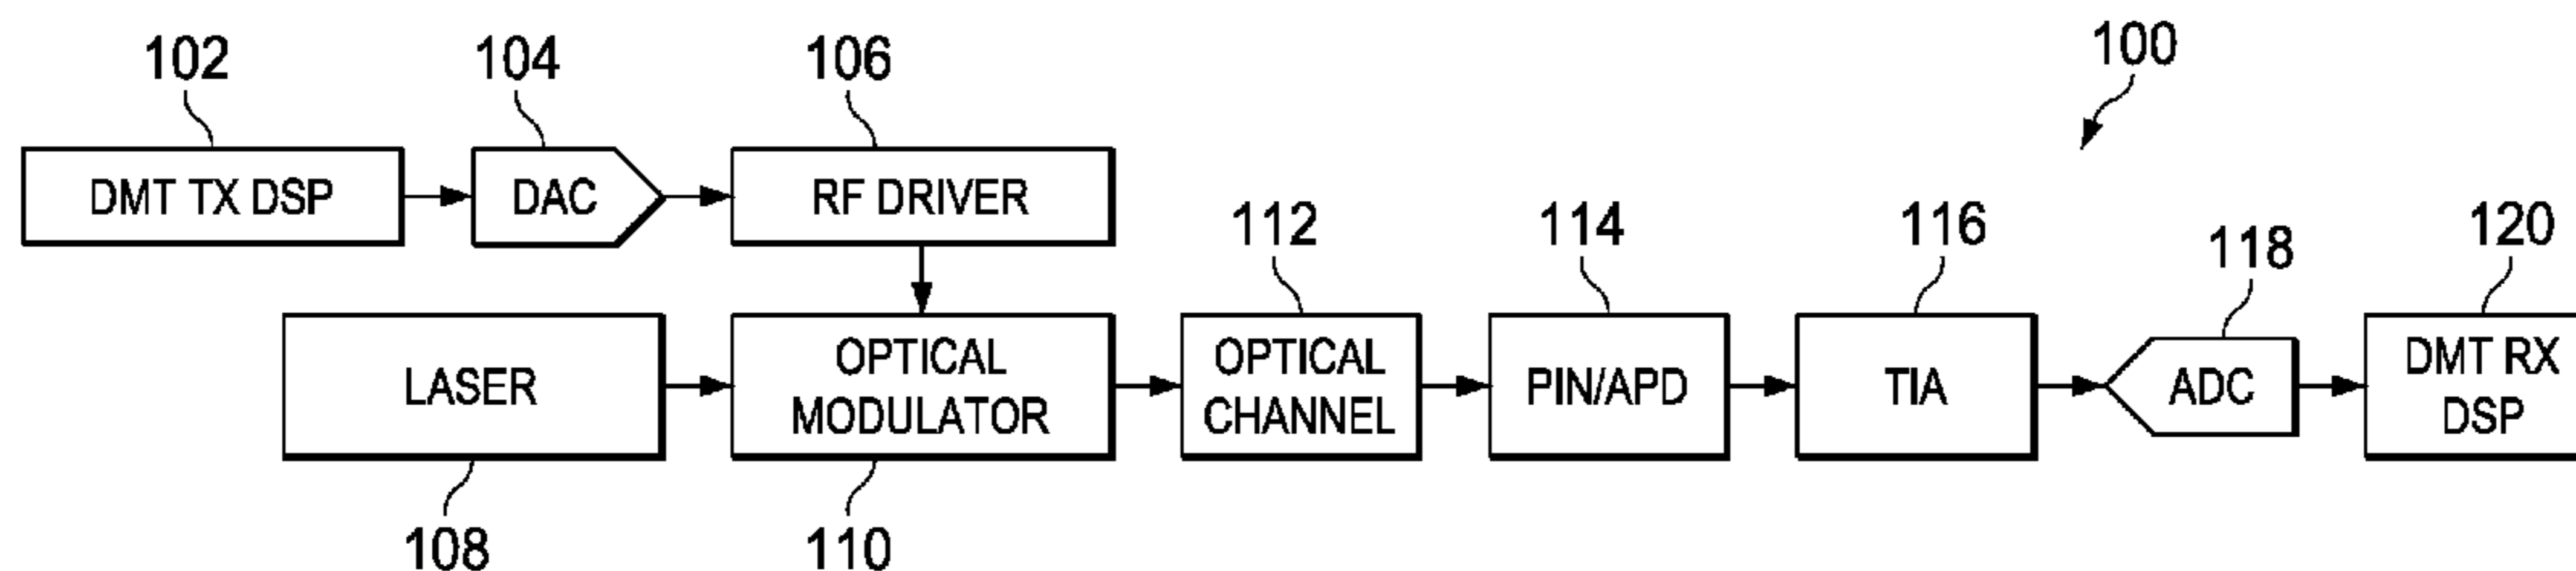 100
102
104
106
DMT TX DSP
DAC
RF DRIVER
112
114
116
118
120
LASER
OPTICAL
MODULATOR
OPTICAL
CHANNEL
PIN/APD
TIA
ADC
DMT RX
DSP
108
110